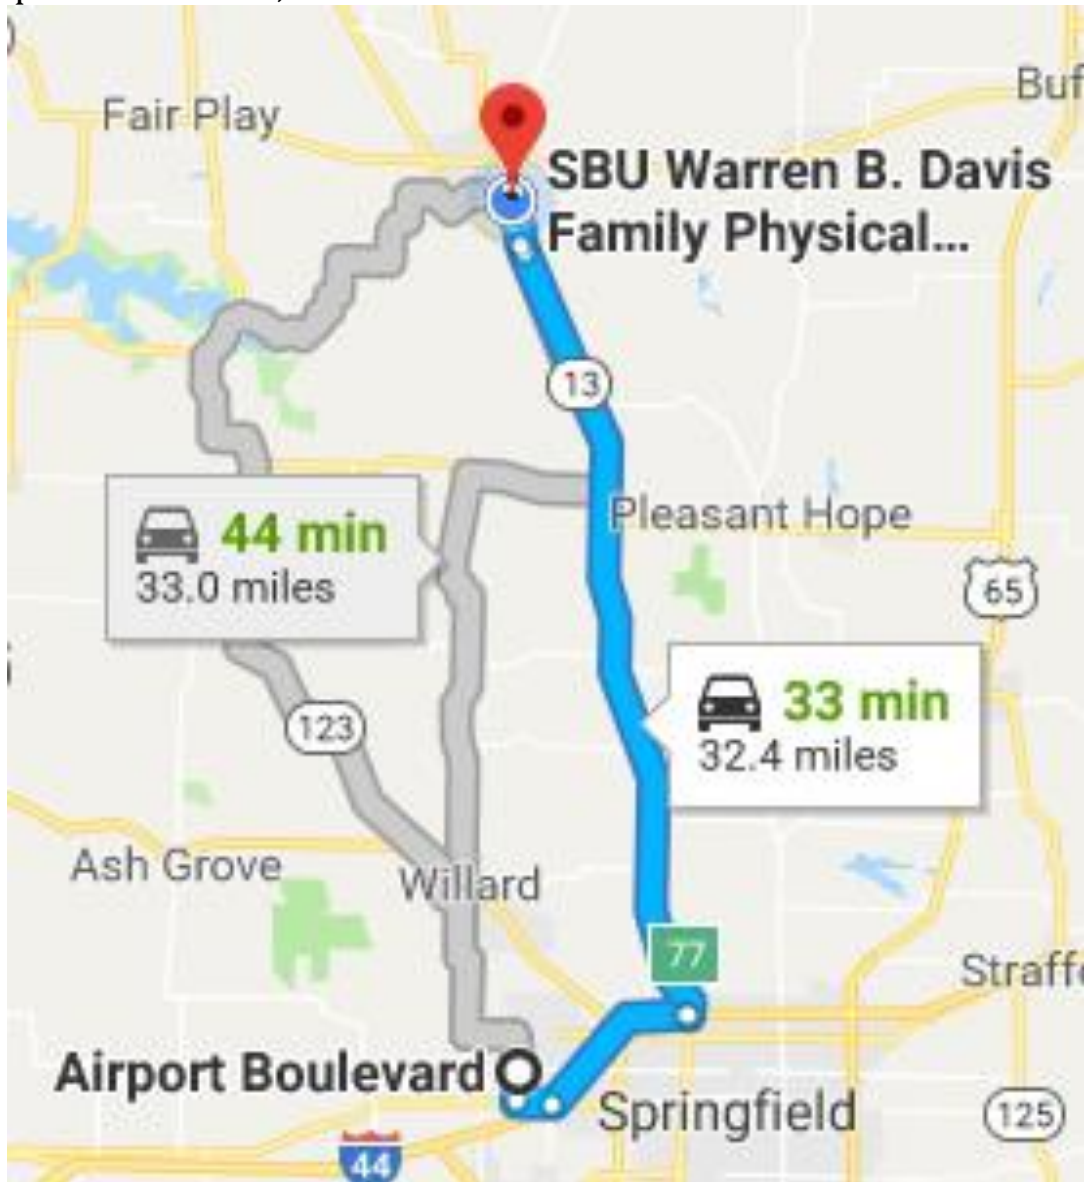 Fair Play
Buf
SBU Warren B. Davis
Family Physical...
13
44 min
33.0 miles
Pleasant Hope
65
33 min
32.4 miles
123
Ash Grove
Willard
77
Straffo
Airport Boulevard
Springfield
125
44